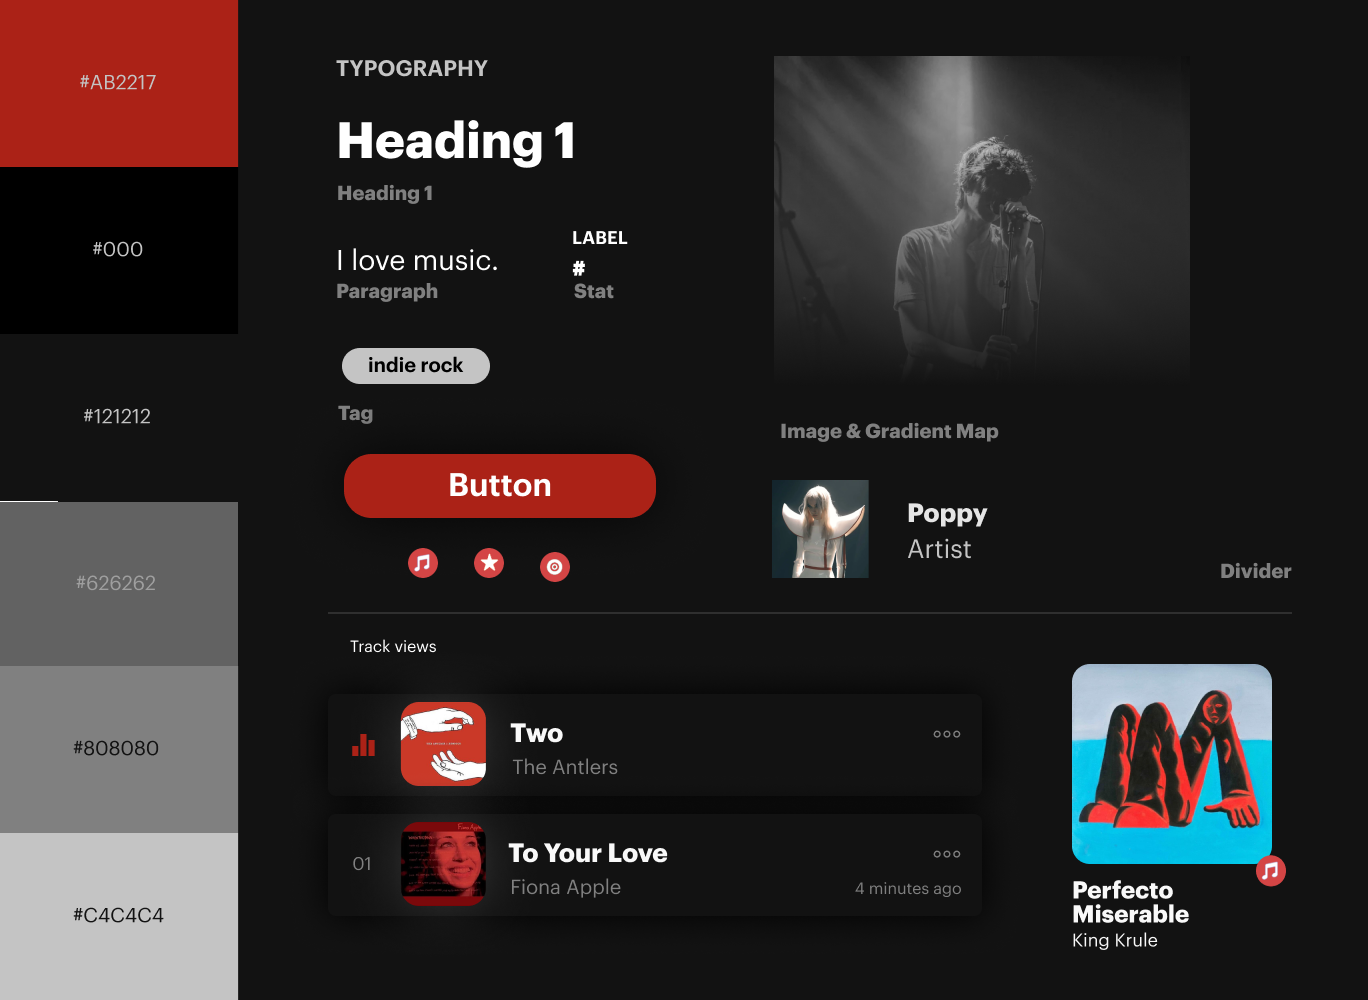 #AB2217
#000
#121212
#626262
#808080
#C4C4C4
TYPOGRAPHY
Heading 1
Heading 1
I love music.
Paragraph
LABEL
#
Stat
indie rock
Tag
Button
Image & Gradient Map
Poppy
Artist
Divider
Track views
Two
The Antlers
01
To Your Love
Fiona Apple
4 minutes ago
Fiona Apple
Perfecto
Miserable
King Krule